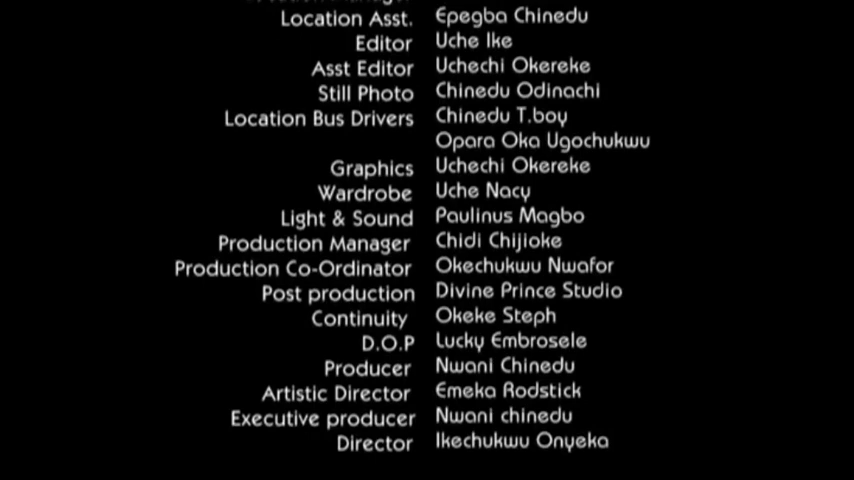 Location Asst. Epegba Chinedu
Editor Uche Ike
Asst Editor Uchechi Okereke
Still Photo Chinedu Odinachi
Location Bus Drivers Chinedu T.boy
Opara Oka Ugochukwu
Graphics Uchechi Okereke
Wardrobe Uche Nacy
Light & Sound Paulinus Magbo
Production Manager Chidi Chijioke
Production Co-Ordinator Okechukwu Nwafor
Post production Divine Prince Studio
Continuity Okeke Steph
D.O.P Lucky Embrosele
Producer Nwani Chinedu
Artistic Director Emeka Rodstick
Executive producer Nwani chinedu
Director Ikechukwu Onyeka